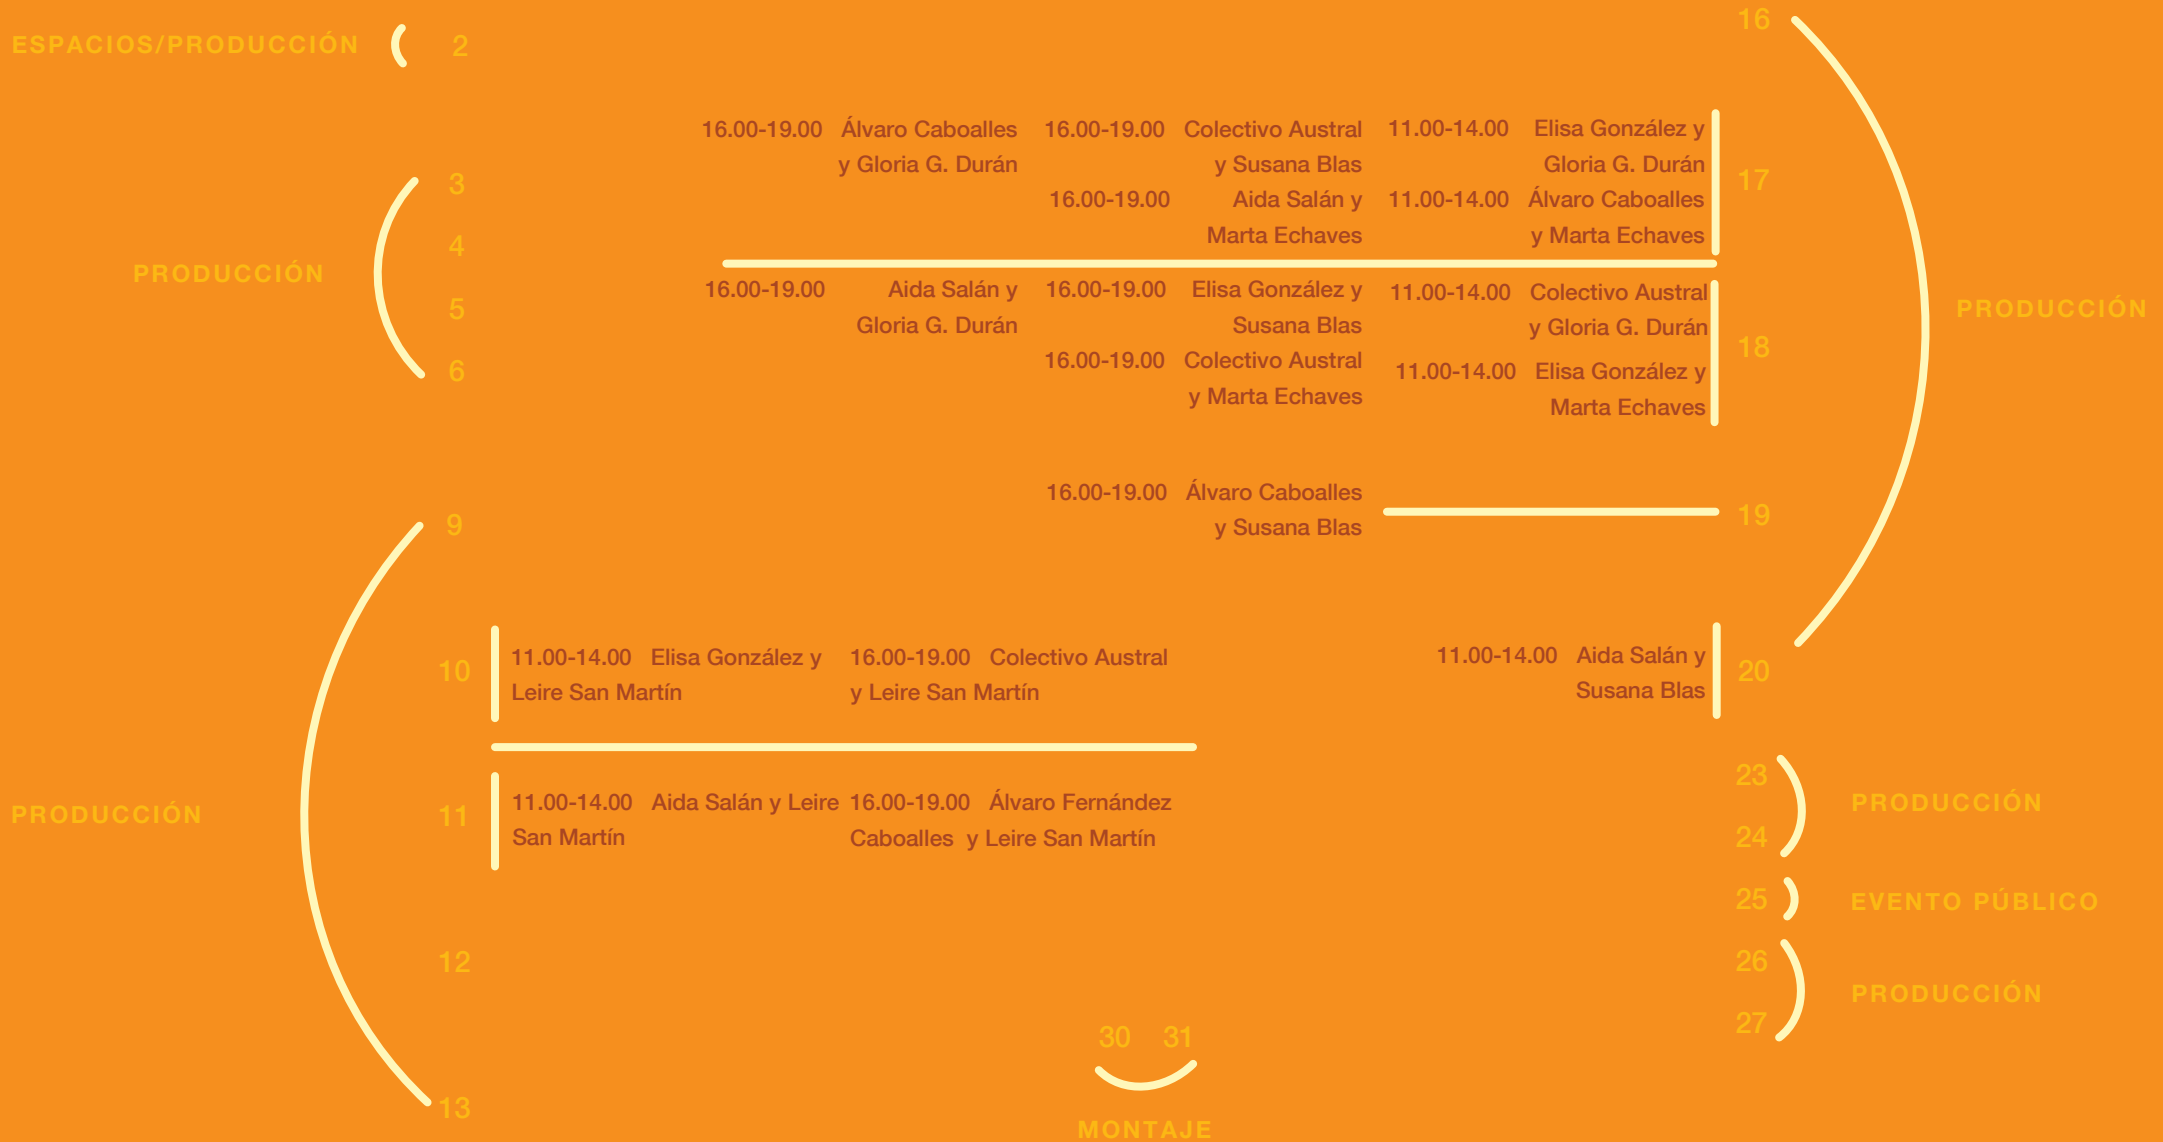 ESPACIOS/PRODUCCIÓN
2
3
4
5
6
PRODUCCIÓN
9
10
11.00-14.00 Elisa González y
Leire San Martín
16.00-19.00 Colectivo Austral
y Leire San Martín
11
11.00-14.00 Aida Salán y Leire
San Martín
16.00-19.00 Álvaro Fernández
Caboalles y Leire San Martín
12
13
PRODUCCIÓN
16
17
11.00-14.00 Elisa González y
Gloria G. Durán
11.00-14.00 Álvaro Caboalles
y Marta Echaves
16.00-19.00 Colectivo Austral
y Susana Blas
16.00-19.00 Aida Salán y
Marta Echaves
16.00-19.00 Álvaro Caboalles
y Gloria G. Durán
18
11.00-14.00 Colectivo Austral
y Gloria G. Durán
11.00-14.00 Elisa González y
Marta Echaves
16.00-19.00 Elisa González y
Susana Blas
16.00-19.00 Colectivo Austral
y Marta Echaves
16.00-19.00 Aida Salán y
Gloria G. Durán
19
16.00-19.00 Álvaro Caboalles
y Susana Blas
20
11.00-14.00 Aida Salán y
Susana Blas
PRODUCCIÓN
23
24
PRODUCCIÓN
25
EVENTO PÚBLICO
26
27
PRODUCCIÓN
30 31
MONTAJE